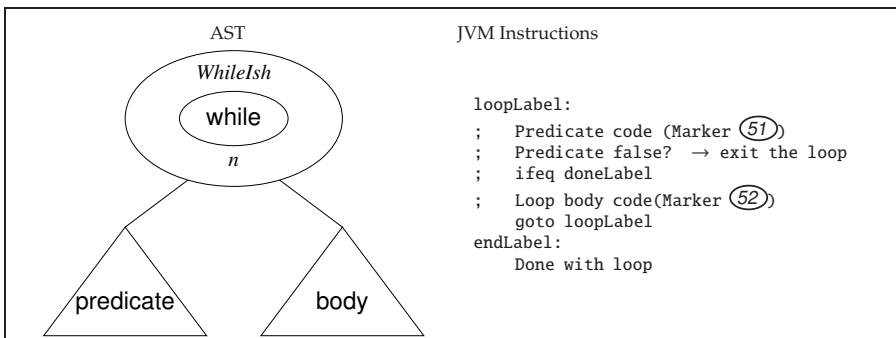 AST
WhileIsh
while
n
predicate
body
JVM Instructions
loopLabel:
; Predicate code (Marker 51)
; Predicate false? → exit the loop
; ifeq doneLabel
; Loop body code(Marker 52)
goto loopLabel
endLabel:
Done with loop